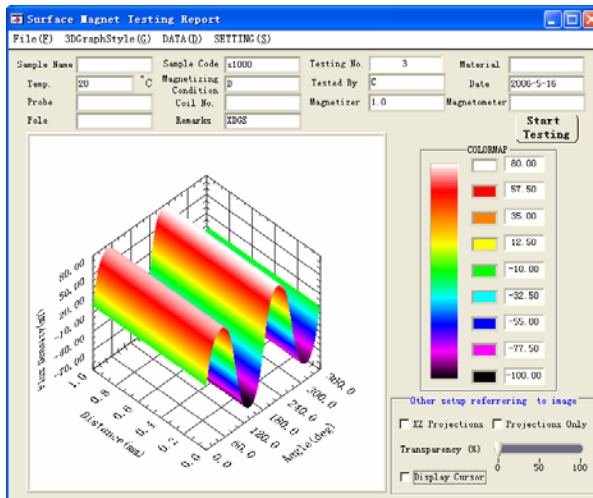 Surface Magnet Testing Report
File(F) 3DGraphStyle(G) DATA(D) SETTING(S)
Sample Name Sample Code s1000 Testing No. 3 Material
Temp. 20 °C Magnetizing Condition D Tested By C Date 2006-5-16
Probe Coil No. Magnetizer 1.0 Magnetometer
Pole Remarks XDGS
Start Testing
COLORMAP
80.00
57.50
35.00
12.50
-10.00
-32.50
-55.00
-77.50
-100.00
80.00
50.00
20.00
-10.00
-40.00
-70.00
Flux Density(mT)
1.0 0.8 0.6 0.4 0.2 0.0
Distance(mm)
0.0 60.0 120.0 180.0 240.0 300.0 360.0
Angle(deg)
Other setup referrering to image
XZ Projections Projections Only
Transparency (%)
0 50 100
Display Cursor